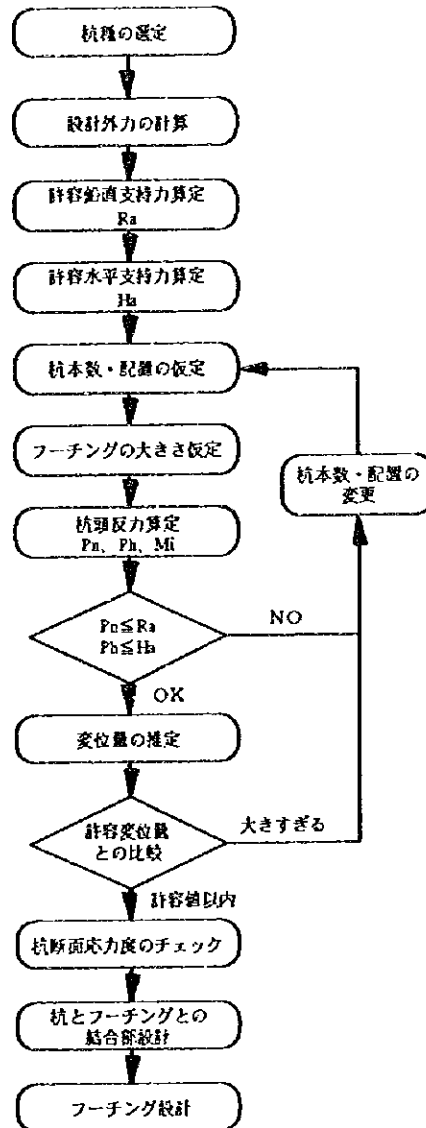 杭種の選定
設計外力の計算
許容鉛直支持力算定
Ra
許容水平支持力算定
Ha
杭本数・配置の仮定
フーチングの大きさ仮定
杭本数・配置の
変更
杭頭反力算定
Pn、Ph、Mi
Pn≦Ra
Ph≦Ha
NO
OK
変位量の推定
許容変位量
との比較
大きすぎる
許容値以内
杭断面応力度のチェック
杭とフーチングとの
結合部設計
フーチング設計